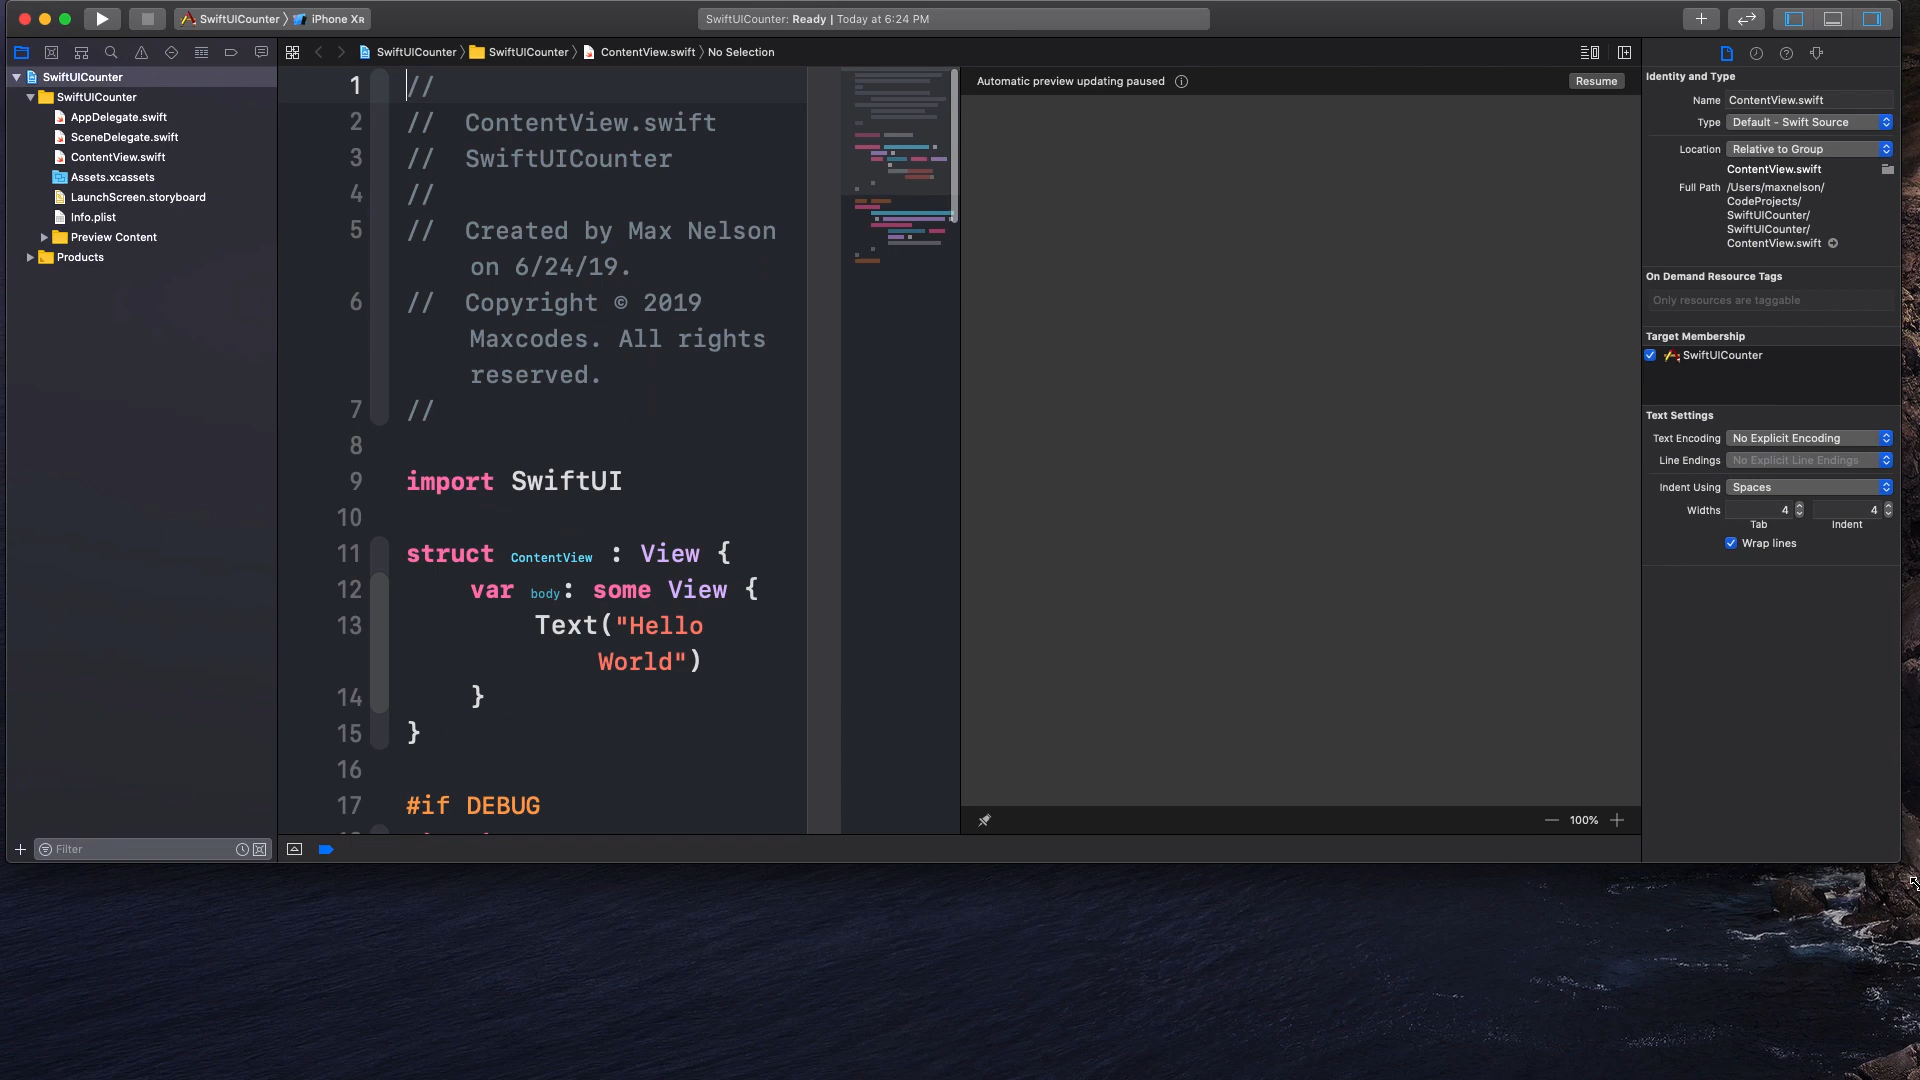 SwiftUICounter iPhone XR
SwiftUICounter: Ready | Today at 6:24 PM
SwiftUICounter SwiftUICounter ContentView.swift No Selection
SwiftUICounter
SwiftUICounter
AppDelegate.swift
SceneDelegate.swift
ContentView.swift
Assets.xcassets
LaunchScreen.storyboard
Info.plist
Preview Content
Products
Filter
1 //
2 // ContentView.swift
3 // SwiftUICounter
4 //
5 // Created by Max Nelson
on 6/24/19.
6 // Copyright © 2019
Maxcodes. All rights
reserved.
7 //
8
9 import SwiftUI
10
11 struct ContentView : View {
12 var body: some View {
13 Text("Hello
World")
14 }
15 }
16
17 #if DEBUG
Automatic preview updating paused
Resume
100%
Identity and Type
Name ContentView.swift
Type Default - Swift Source
Location Relative to Group
ContentView.swift
Full Path /Users/maxnelson/
CodeProjects/
SwiftUICounter/
SwiftUICounter/
ContentView.swift
On Demand Resource Tags
Only resources are taggable
Target Membership
SwiftUICounter
Text Settings
Text Encoding No Explicit Encoding
Line Endings No Explicit Line Endings
Indent Using Spaces
Widths 4 4
Tab Indent
Wrap lines